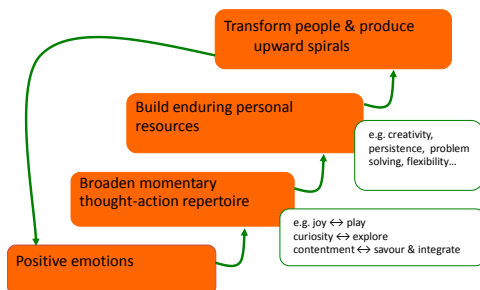 Transform people & produce
upward spirals
Build enduring personal
resources
e.g. creativity,
persistence, problem
solving, flexibility...
Broaden momentary
thought-action repertoire
e.g. joy ↔ play
curiosity ↔ explore
contentment ↔ savour & integrate
Positive emotions